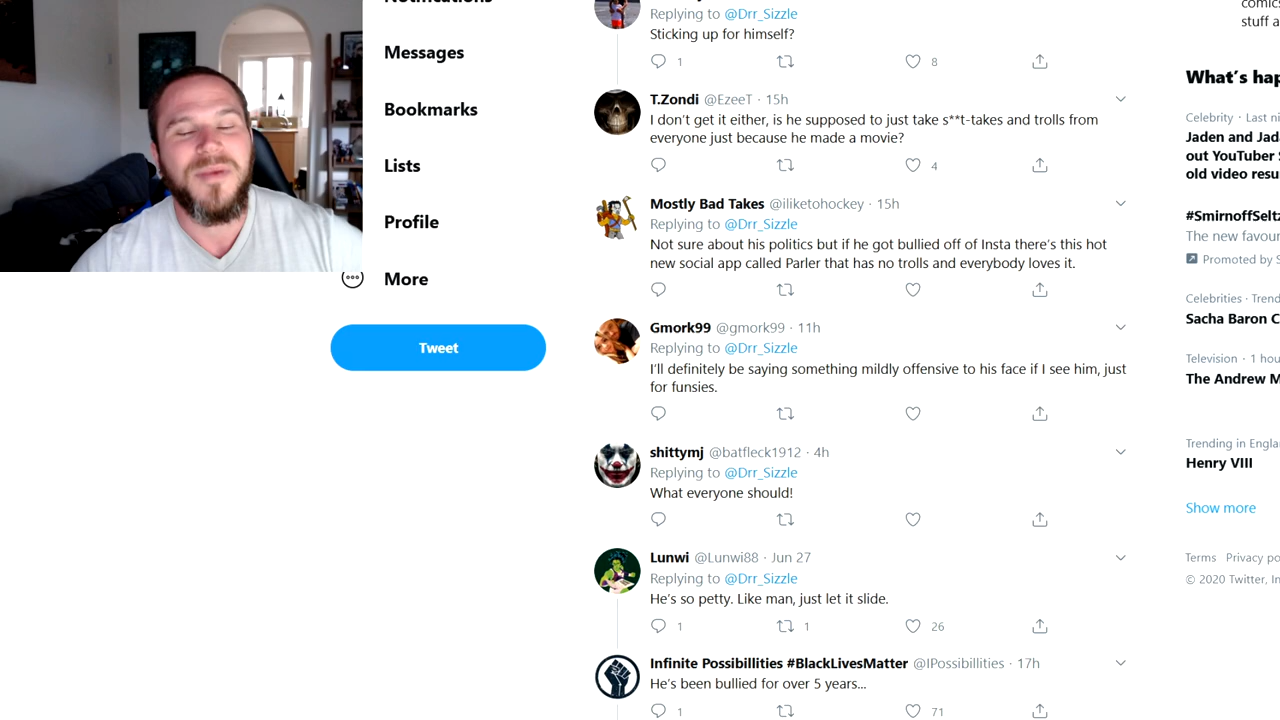 Notifications
Messages
Bookmarks
Lists
Profile
More
Tweet
Replying to @Drr_Sizzle
Sticking up for himself?
1
8
T.Zondi @EzeeT · 15h
I don't get it either, is he supposed to just take s**t-takes and trolls from
everyone just because he made a movie?
4
Mostly Bad Takes @iliketohockey · 15h
Replying to @Drr_Sizzle
Not sure about his politics but if he got bullied off of Insta there's this hot
new social app called Parler that has no trolls and everybody loves it.
Gmork99 @gmork99 · 11h
Replying to @Drr_Sizzle
I'll definitely be saying something mildly offensive to his face if I see him, just
for funsies.
shittymj @batfleck1912 · 4h
Replying to @Drr_Sizzle
What everyone should!
Lunwi @Lunwi88 · Jun 27
Replying to @Drr_Sizzle
He's so petty. Like man, just let it slide.
1
1
26
Infinite Possibillities #BlackLivesMatter @IPossibillities · 17h
He's been bullied for over 5 years...
1
71
comics
stuff a
What's hap
Celebrity · Last ni
Jaden and Jad
out YouTuber S
old video resu
#SmirnoffSeltz
The new favour
Promoted by S
Celebrities · Trend
Sacha Baron C
Television · 1 hou
The Andrew M
Trending in Engla
Henry VIII
Show more
Terms Privacy po
© 2020 Twitter, In